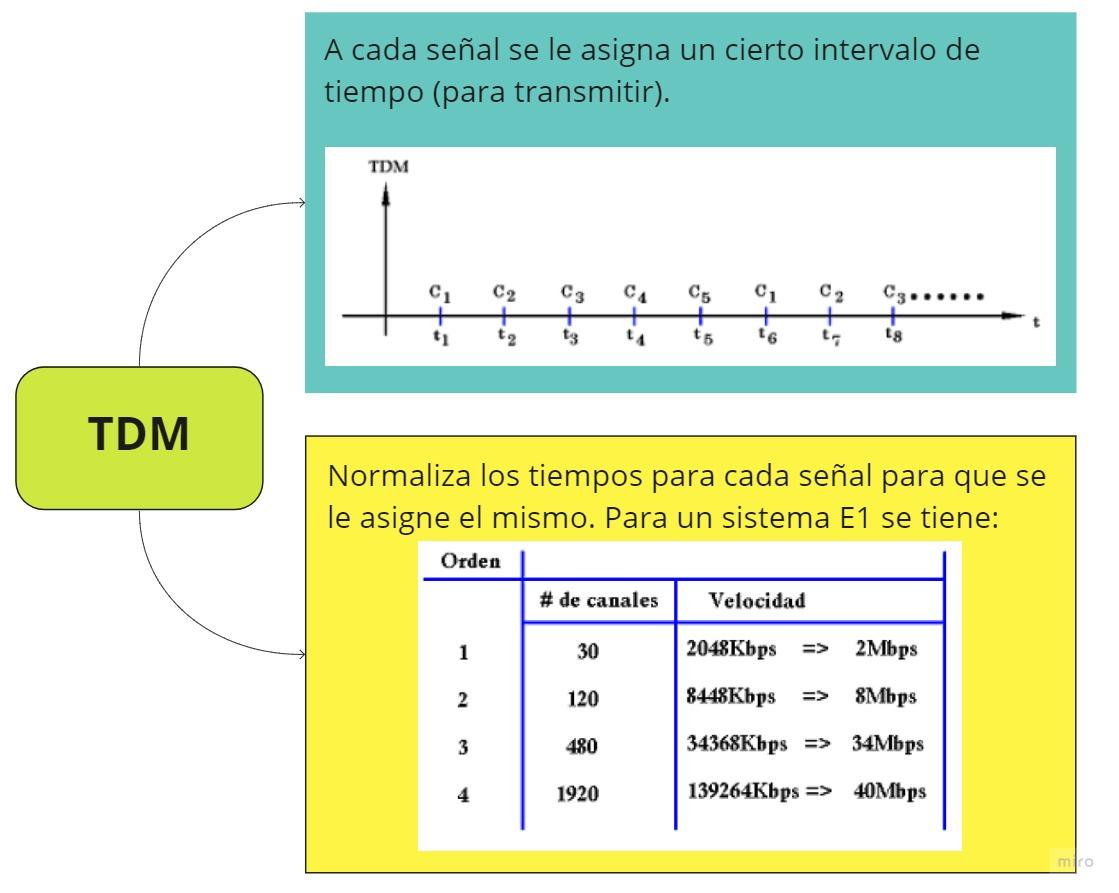 A cada señal se le asigna un cierto intervalo de
tiempo (para transmitir).
TDM
C1 C2 C3 C4 C5 C1 C2 C3......
t
t1 t2 t3 t4 t5 t6 t7 t8
TDM
Normaliza los tiempos para cada señal para que se
le asigne el mismo. Para un sistema E1 se tiene:
Orden
# de canales Velocidad
1 30 2048Kbps => 2Mbps
2 120 8448Kbps => 8Mbps
3 480 34368Kbps => 34Mbps
4 1920 139264Kbps => 40Mbps
miro